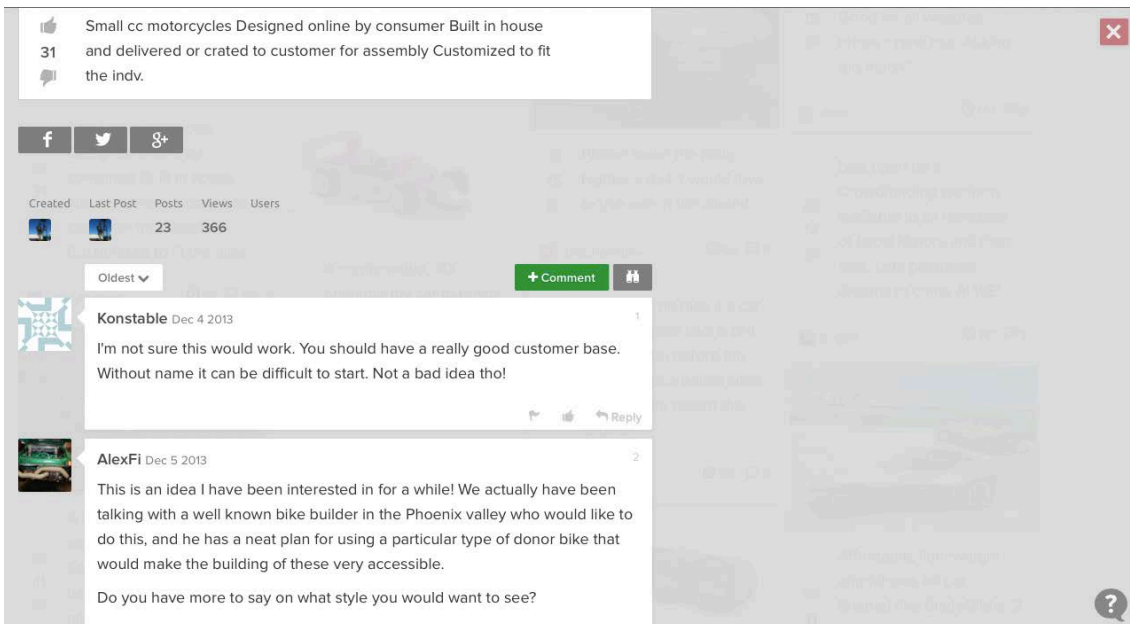 Small cc motorcycles Designed online by consumer Built in house
31 and delivered or crated to customer for assembly Customized to fit
the indv.
f g+
Created Last Post Posts Views Users
23 366
Oldest + Comment
Konstable Dec 4 2013 1
I'm not sure this would work. You should have a really good customer base.
Without name it can be difficult to start. Not a bad idea tho!
Reply
AlexFi Dec 5 2013 2
This is an idea I have been interested in for a while! We actually have been
talking with a well known bike builder in the Phoenix valley who would like to
do this, and he has a neat plan for using a particular type of donor bike that
would make the building of these very accessible.
Do you have more to say on what style you would want to see?
?